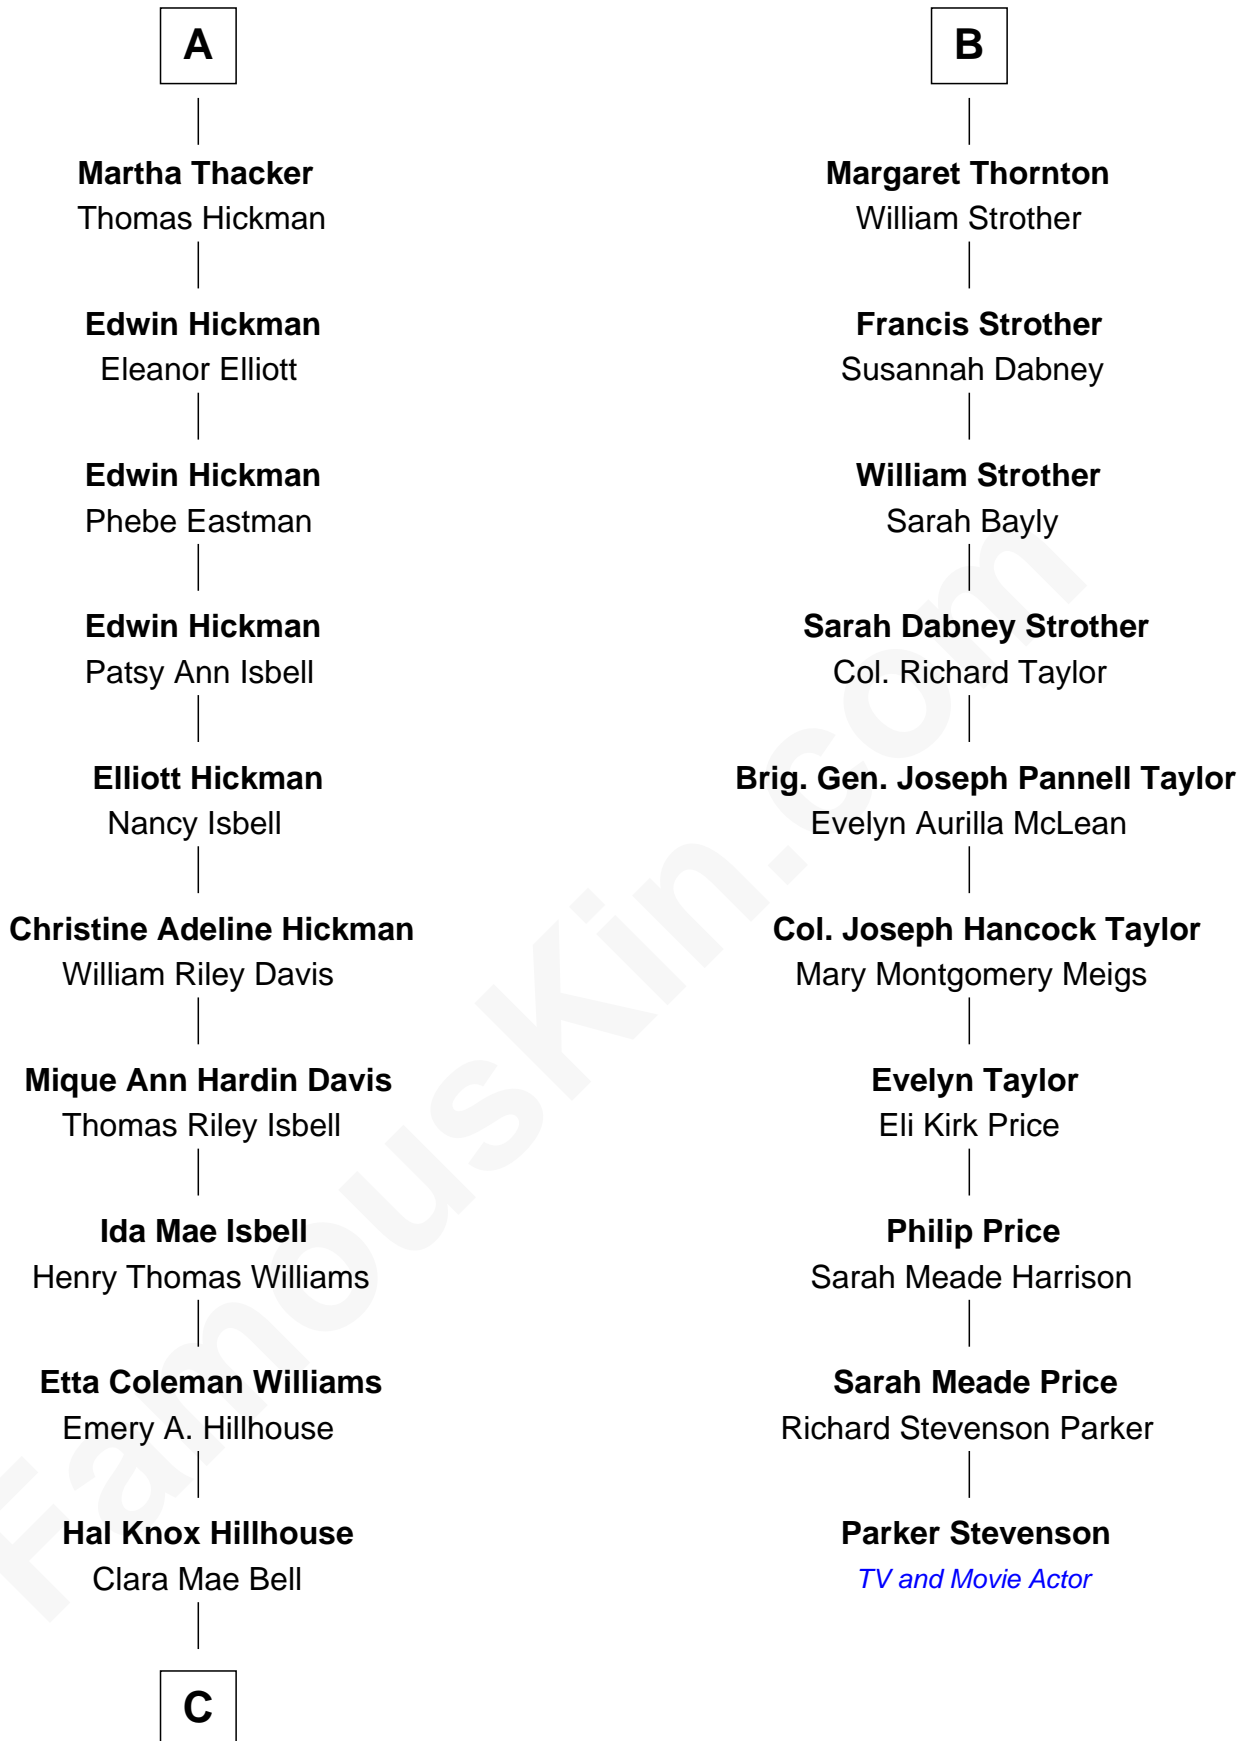 A
Martha Thacker
Thomas Hickman
Edwin Hickman
Eleanor Elliott
Edwin Hickman
Phebe Eastman
Edwin Hickman
Patsy Ann Isbell
Elliott Hickman
Nancy Isbell
Christine Adeline Hickman
William Riley Davis
Mique Ann Hardin Davis
Thomas Riley Isbell
Ida Mae Isbell
Henry Thomas Williams
Etta Coleman Williams
Emery A. Hillhouse
Hal Knox Hillhouse
Clara Mae Bell
C
B
Margaret Thornton
William Strother
Francis Strother
Susannah Dabney
William Strother
Sarah Bayly
Sarah Dabney Strother
Col. Richard Taylor
Brig. Gen. Joseph Pannell Taylor
Evelyn Aurilla McLean
Col. Joseph Hancock Taylor
Mary Montgomery Meigs
Evelyn Taylor
Eli Kirk Price
Philip Price
Sarah Meade Harrison
Sarah Meade Price
Richard Stevenson Parker
Parker Stevenson
TV and Movie Actor
FamousKin.com